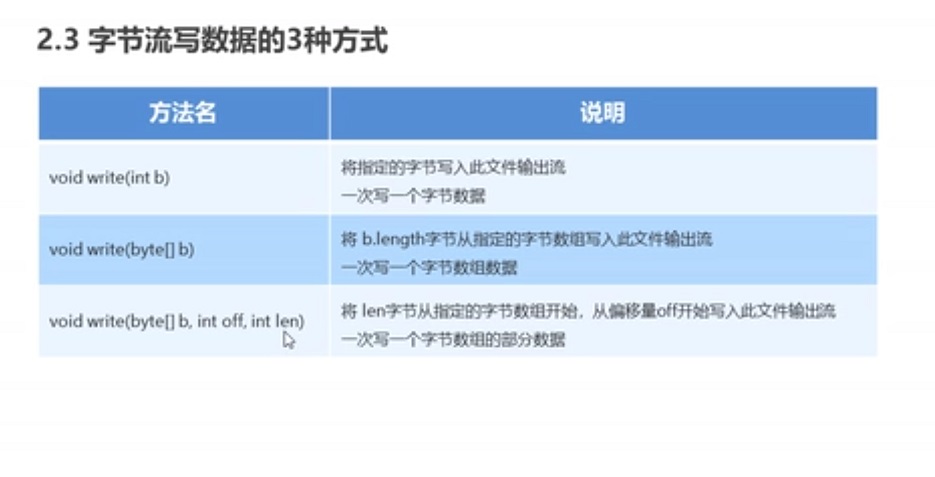 2.3 字节流写数据的3种方式
方法名
说明
void write(int b)
将指定的字节写入此文件输出流
一次写一个字节数据
void write(byte[] b)
将 b.length字节从指定的字节数组写入此文件输出流
一次写一个字节数组数据
void write(byte[] b, int off, int len)
将 len字节从指定的字节数组开始，从偏移量off开始写入此文件输出流
一次写一个字节数组的部分数据